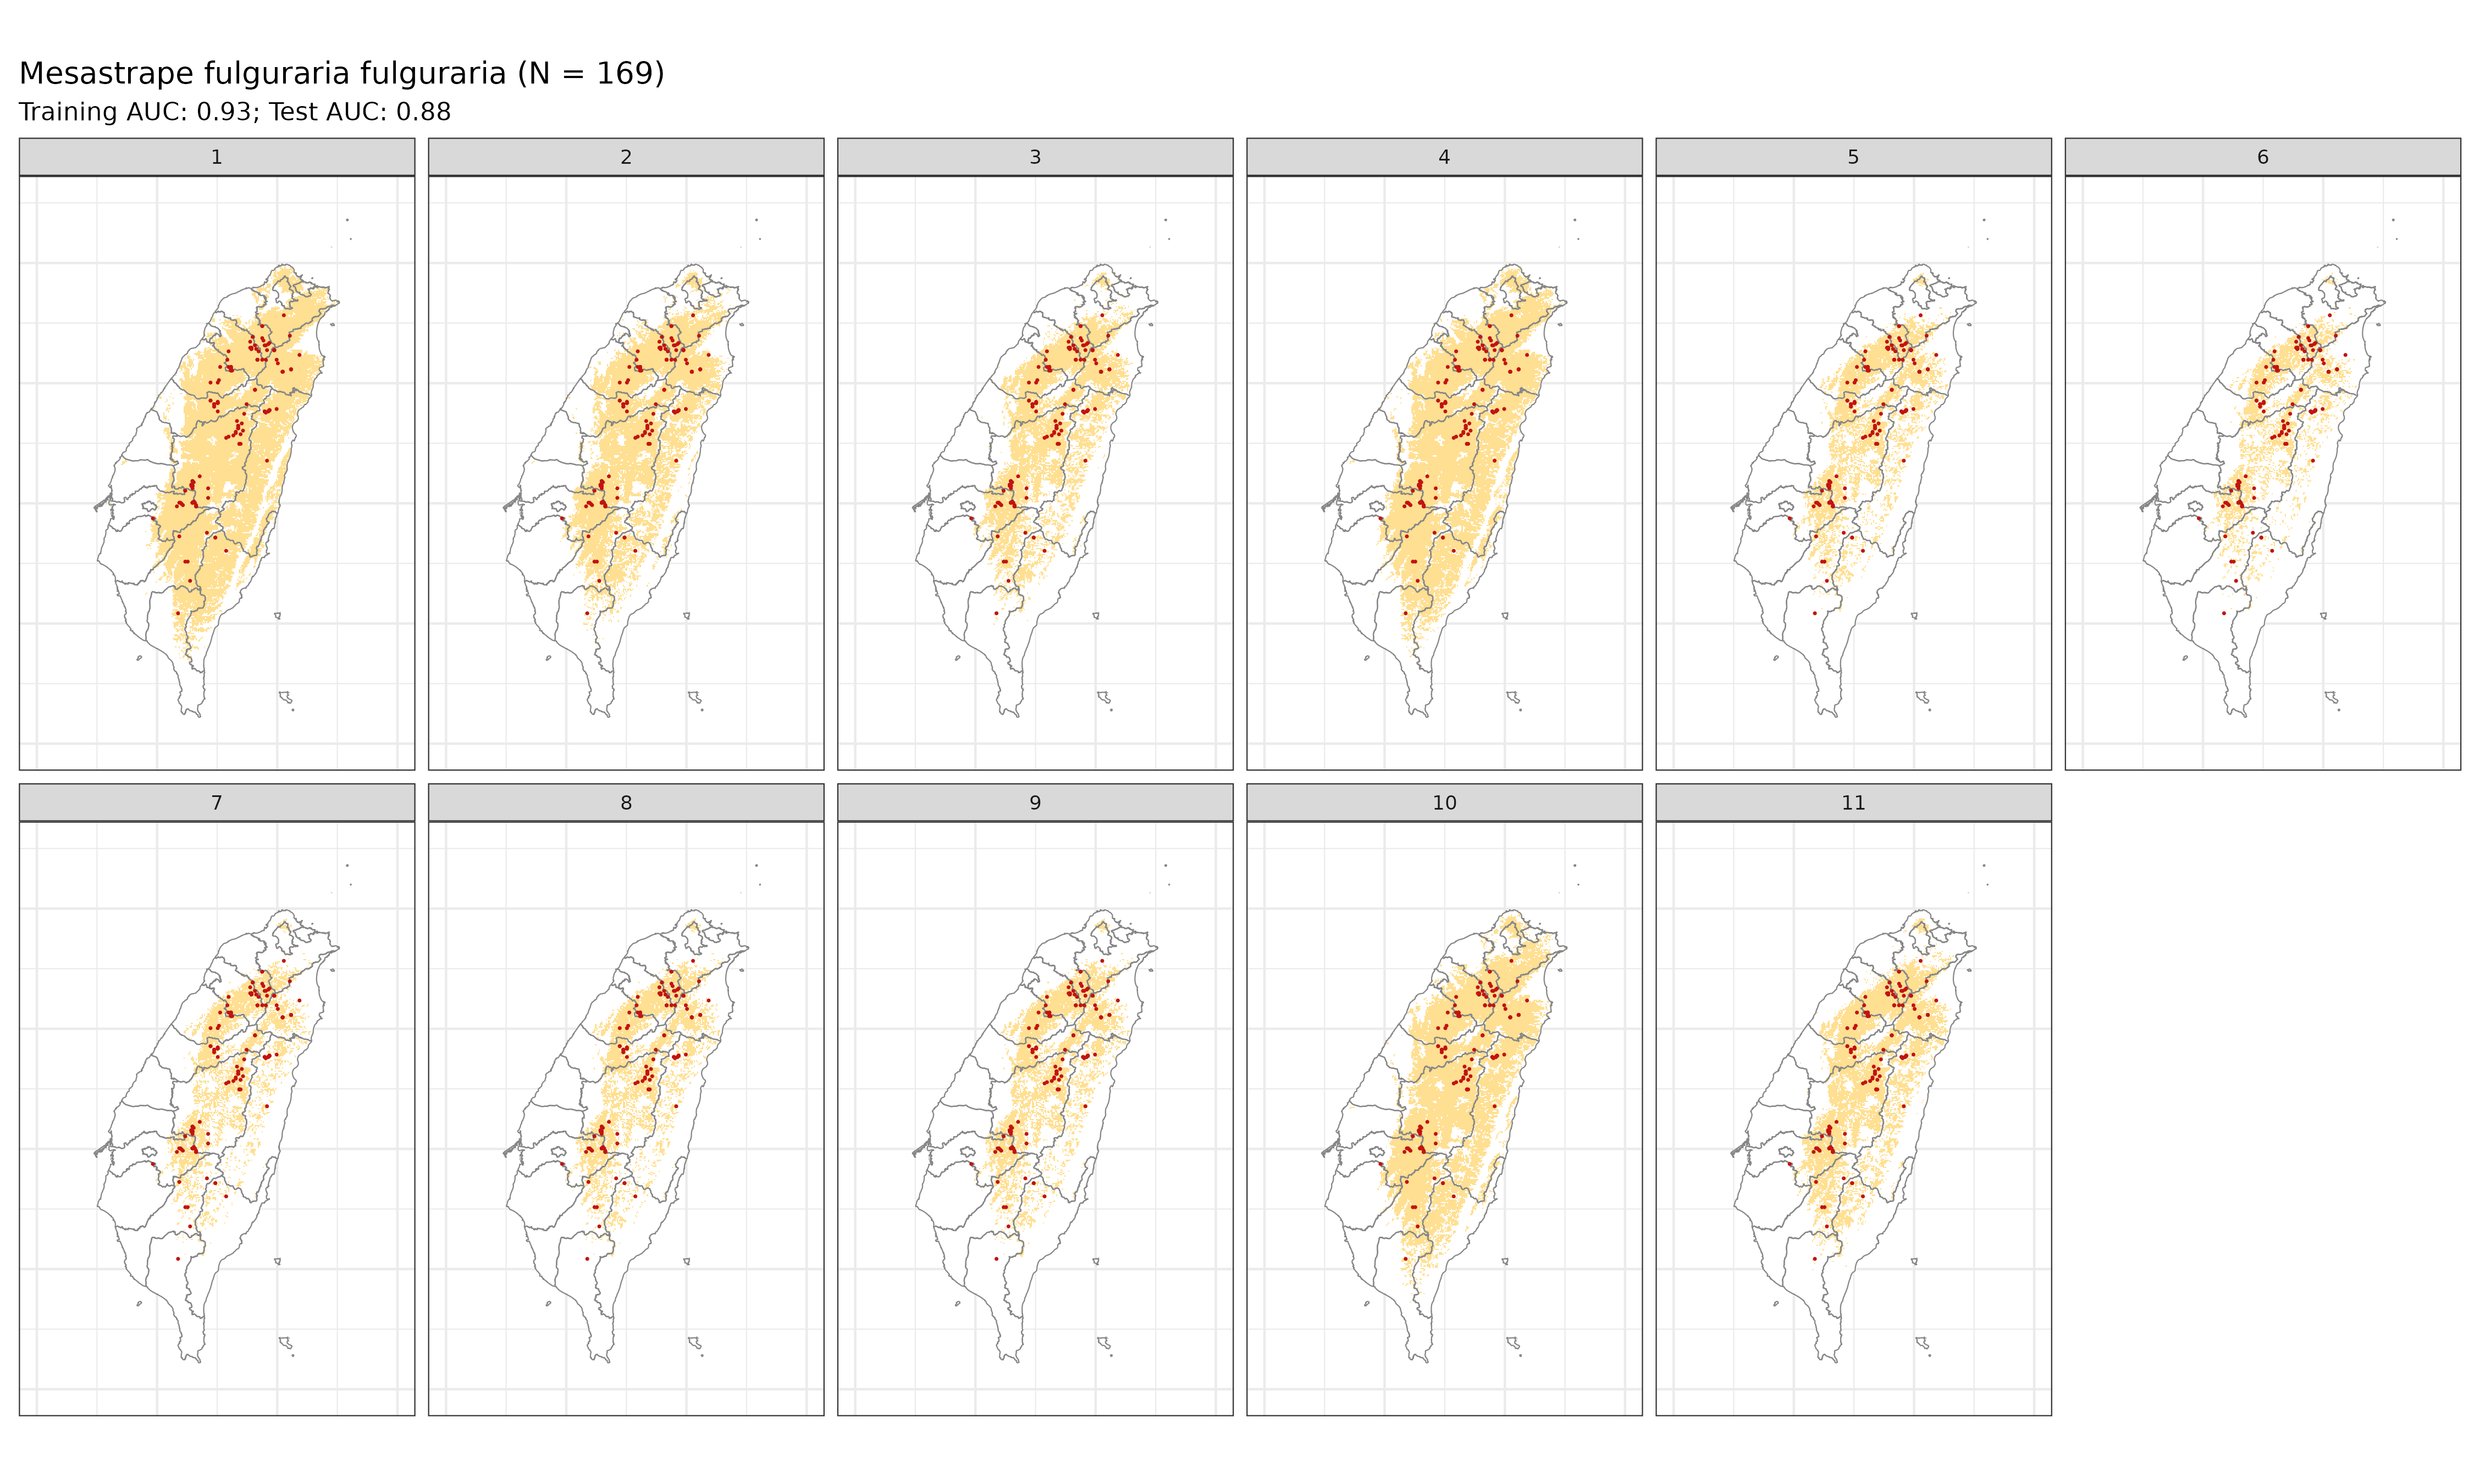 Mesastrape fulguraria fulguraria (N = 169)
Training AUC: 0.93; Test AUC: 0.88
1 2 3 4 5 6
7 8 9 10 11